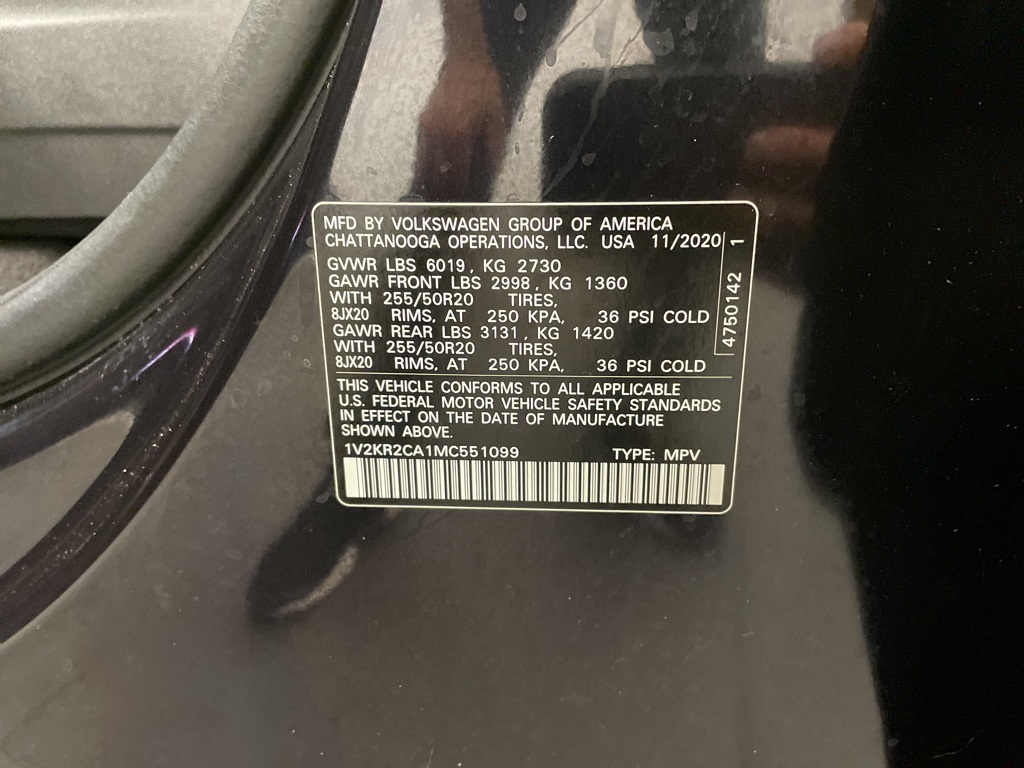 MFD BY VOLKSWAGEN GROUP OF AMERICA
CHATTANOOGA OPERATIONS, LLC. USA 11/2020
GVWR LBS 6019, KG 2730
GAWR FRONT LBS 2998, KG 1360
WITH 255/50R20 TIRES,
8JX20 RIMS, AT 250 KPA, 36 PSI COLD
GAWR REAR LBS 3131, KG 1420
WITH 255/50R20 TIRES,
8JX20 RIMS, AT 250 KPA, 36 PSI COLD
4750142 1
THIS VEHICLE CONFORMS TO ALL APPLICABLE
U.S. FEDERAL MOTOR VEHICLE SAFETY STANDARDS
IN EFFECT ON THE DATE OF MANUFACTURE
SHOWN ABOVE.
1V2KR2CA1MC551099 TYPE: MPV